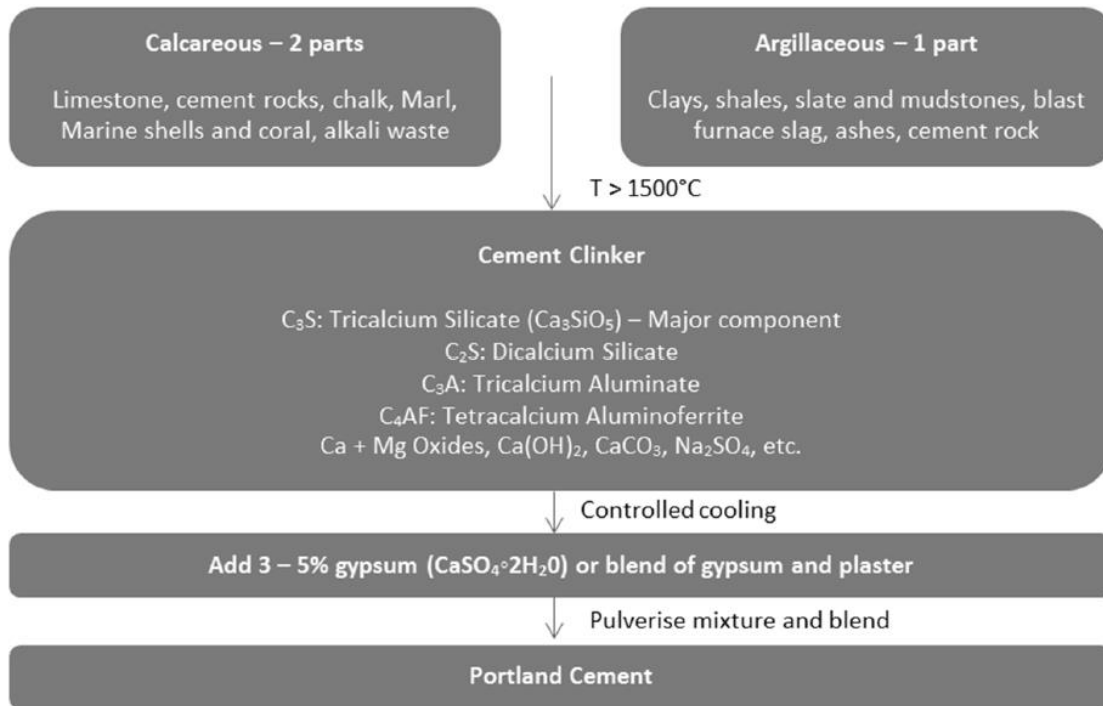 Calcareous – 2 parts
Limestone, cement rocks, chalk, Marl,
Marine shells and coral, alkali waste
Argillaceous – 1 part
Clays, shales, slate and mudstones, blast
furnace slag, ashes, cement rock
T > 1500°C
Cement Clinker
C₃S: Tricalcium Silicate (Ca₃SiO₅) – Major component
C₂S: Dicalcium Silicate
C₃A: Tricalcium Aluminate
C₄AF: Tetracalcium Aluminoferrite
Ca + Mg Oxides, Ca(OH)₂, CaCO₃, Na₂SO₄, etc.
Controlled cooling
Add 3 – 5% gypsum (CaSO₄∘2H₂0) or blend of gypsum and plaster
Pulverise mixture and blend
Portland Cement